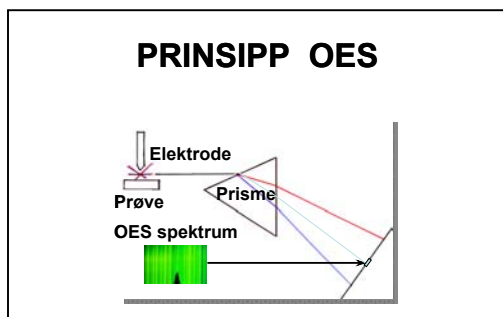 PRINSIPP OES
Elektrode
Prøve
Prisme
OES spektrum